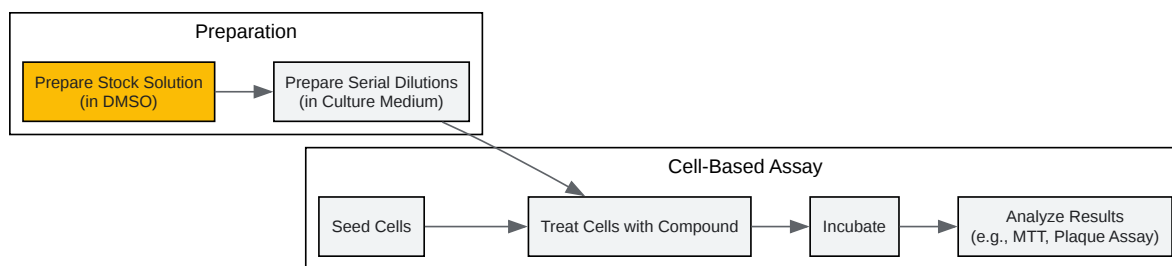 Preparation
Prepare Stock Solution
(in DMSO)
Prepare Serial Dilutions
(in Culture Medium)
Cell-Based Assay
Seed Cells
Treat Cells with Compound
Incubate
Analyze Results
(e.g., MTT, Plaque Assay)